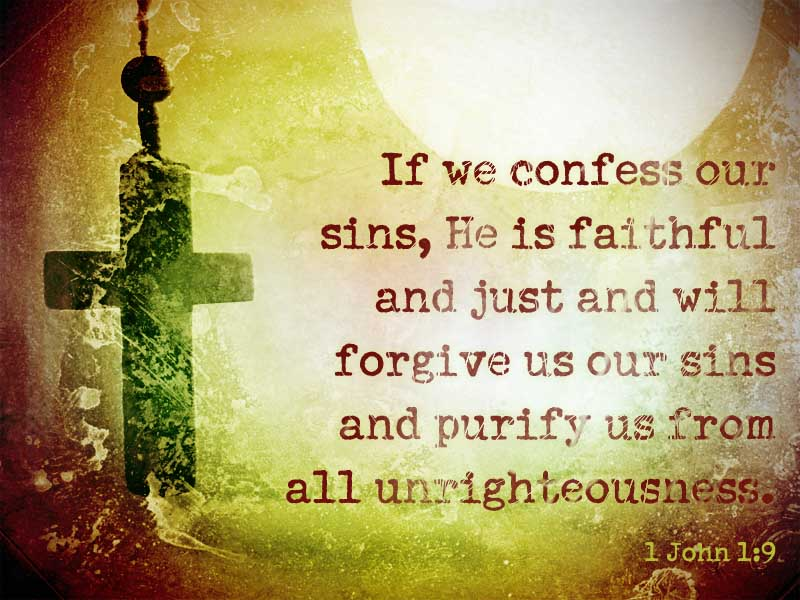 If we confess our
sins, He is faithful
and just and will
forgive us our sins
and purify us from
all unrighteousness.
1 John 1:9